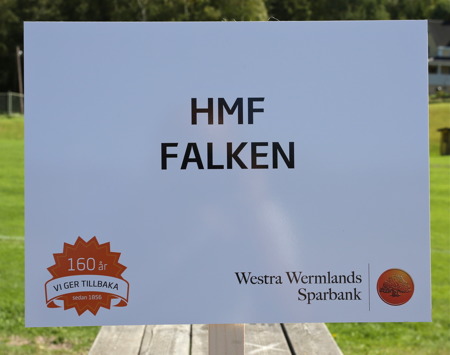 HMF
FALKEN
160 år
VI GER TILLBAKA
sedan 1856
Westra Wermlands
Sparbank